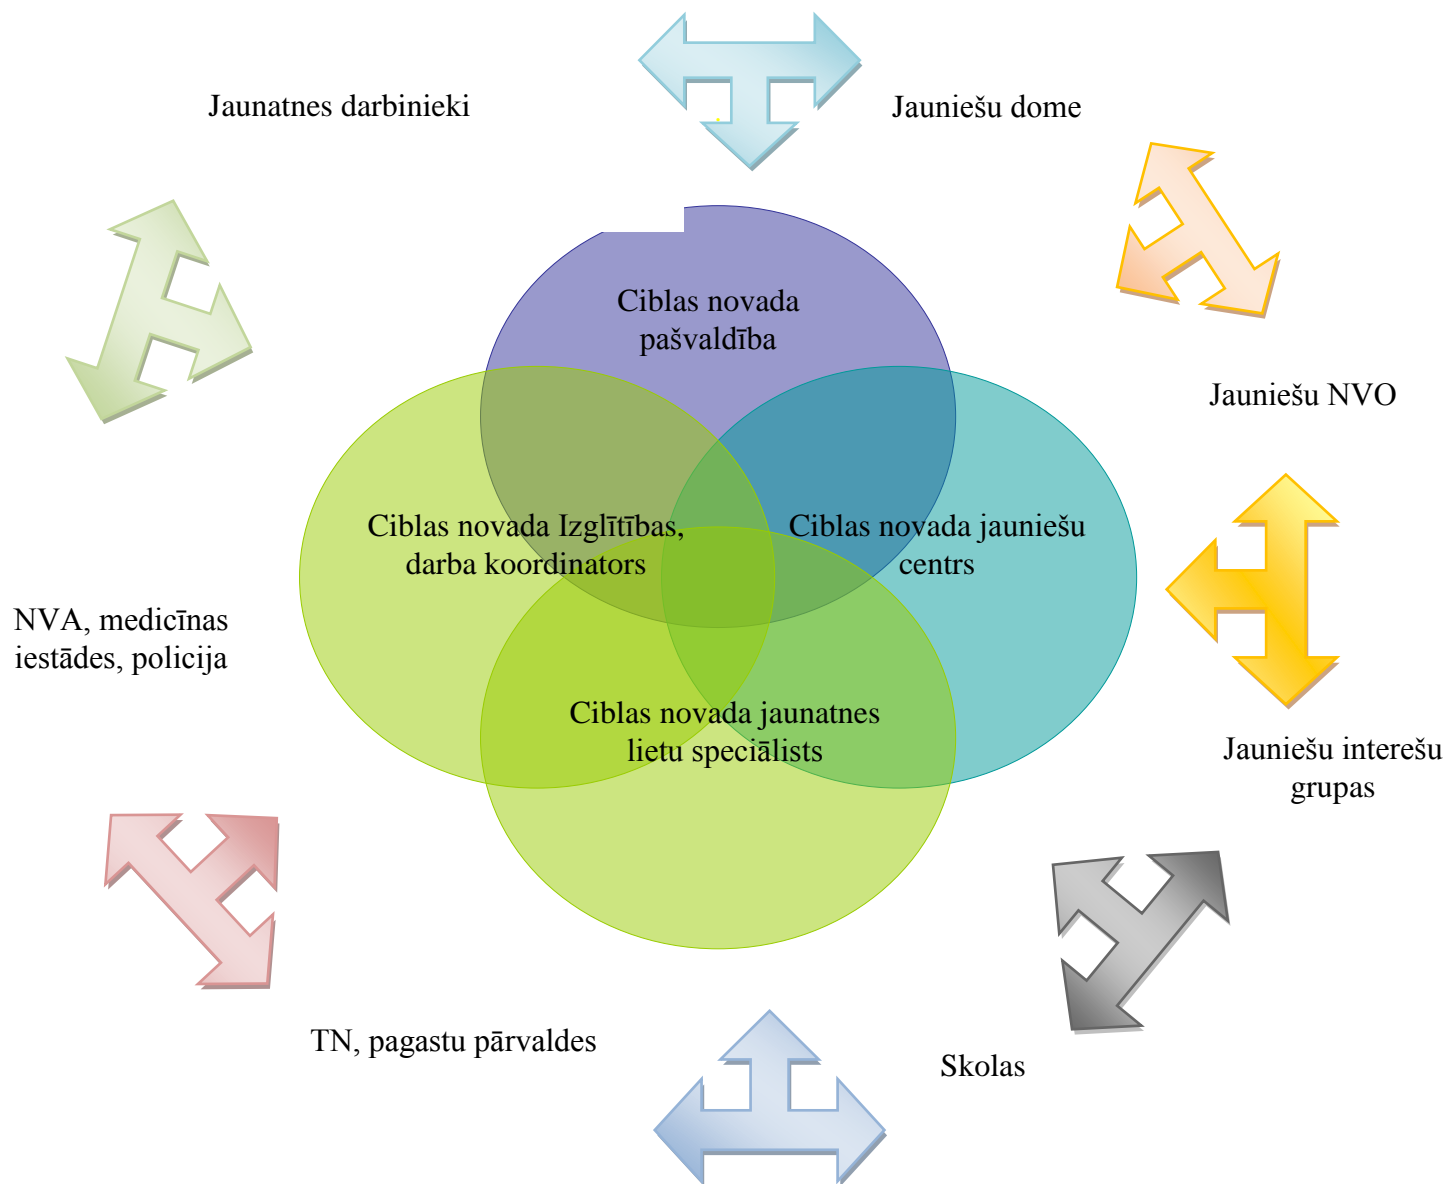 Jaunatnes darbinieki
Jauniešu dome
Ciblas novada
pašvaldība
Jauniešu NVO
Ciblas novada Izglītības,
darba koordinators
Ciblas novada jauniešu
centrs
NVA, medicīnas
iestādes, policija
Ciblas novada jaunatnes
lietu speciālists
Jauniešu interešu
grupas
TN, pagastu pārvaldes
Skolas